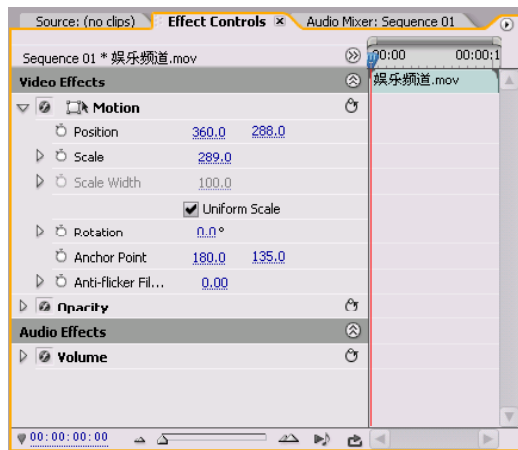 Source: (no clips) Effect Controls × Audio Mixer: Sequence 01
Sequence 01 * 娱乐频道.mov
00:00 00:00:1
Video Effects
娱乐频道.mov
Motion
Position 360.0 288.0
Scale 289.0
Scale Width 100.0
Uniform Scale
Rotation 0.0°
Anchor Point 180.0 135.0
Anti-flicker Fil... 0.00
Opacity
Audio Effects
Volume
00:00:00:00